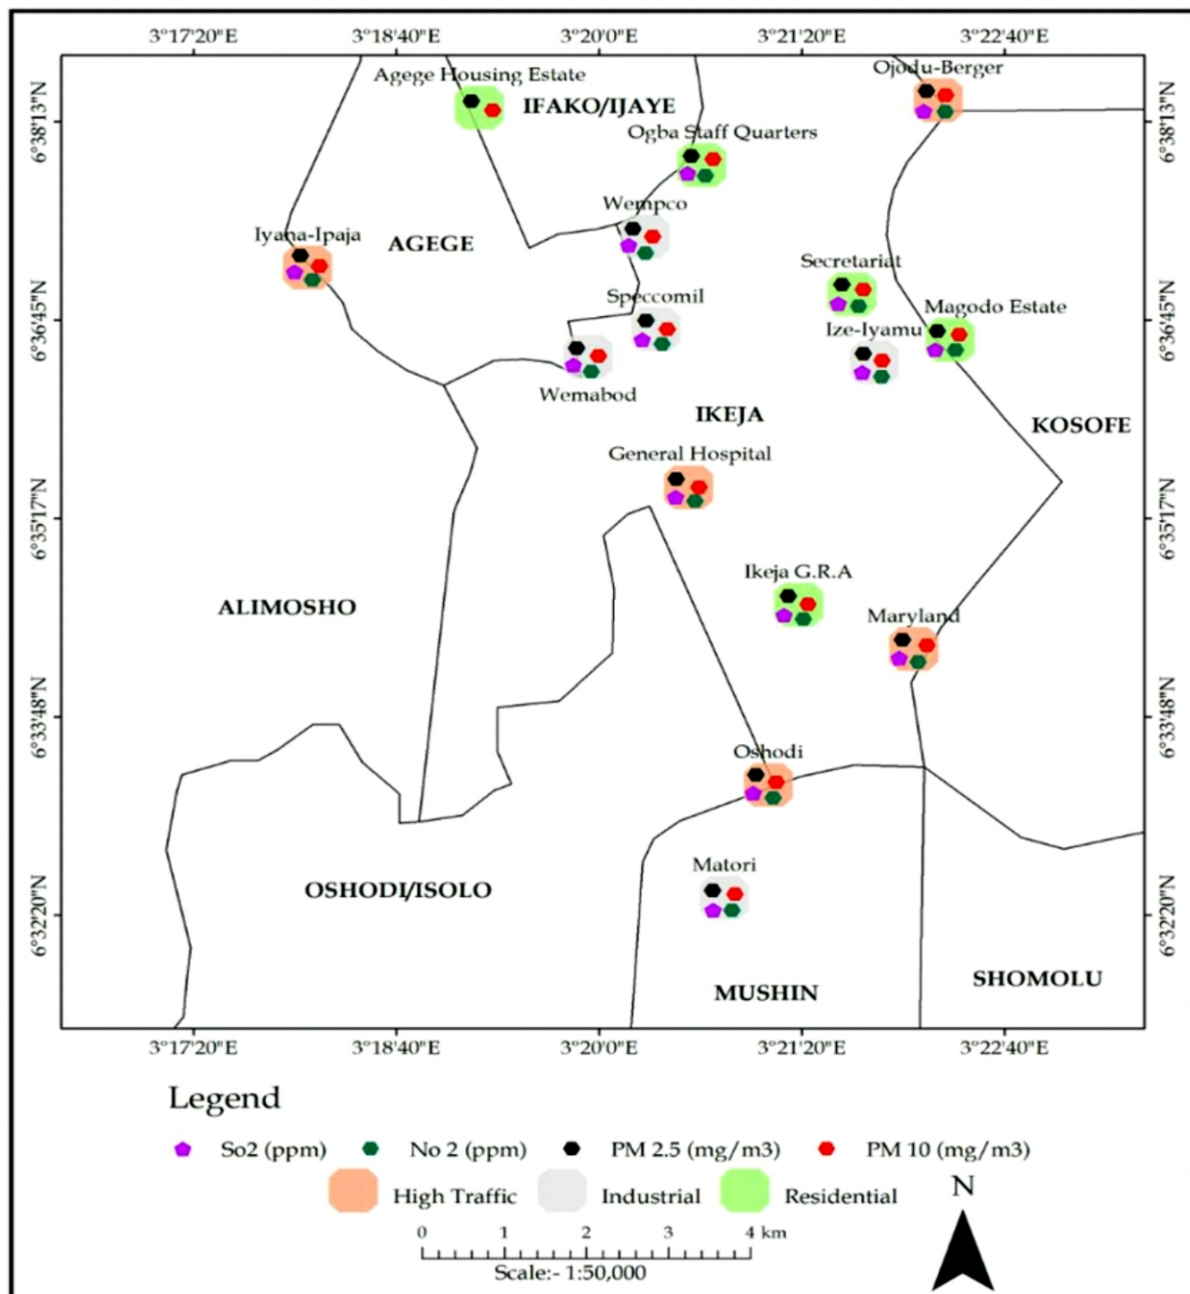 3°17'20"E 3°18'40"E 3°20'0"E 3°21'20"E 3°22'40"E
Ojodu-Berger
Agege Housing Estate
IFAKO/IJAYE
6°38'13"N 6°38'13"N
Ogba Staff Quarters
Wempco
Iyana-Ipaja
AGEGE
Secretariat
Speccomil
Magodo Estate
6°36'45"N 6°36'45"N
Ize-Iyamu
Wemabod
IKEJA
KOSOFE
General Hospital
6°35'17"N 6°35'17"N
Ikeja G.R.A
ALIMOSHO
Maryland
6°33'48"N 6°33'48"N
Oshodi
Matori
OSHODI/ISOLO
6°32'20"N 6°32'20"N
SHOMOLU
MUSHIN
3°17'20"E 3°18'40"E 3°20'0"E 3°21'20"E 3°22'40"E
Legend
So2 (ppm) No 2 (ppm) PM 2.5 (mg/m3) PM 10 (mg/m3)
High Traffic Industrial Residential
N
0 1 2 3 4 km
Scale:- 1:50,000